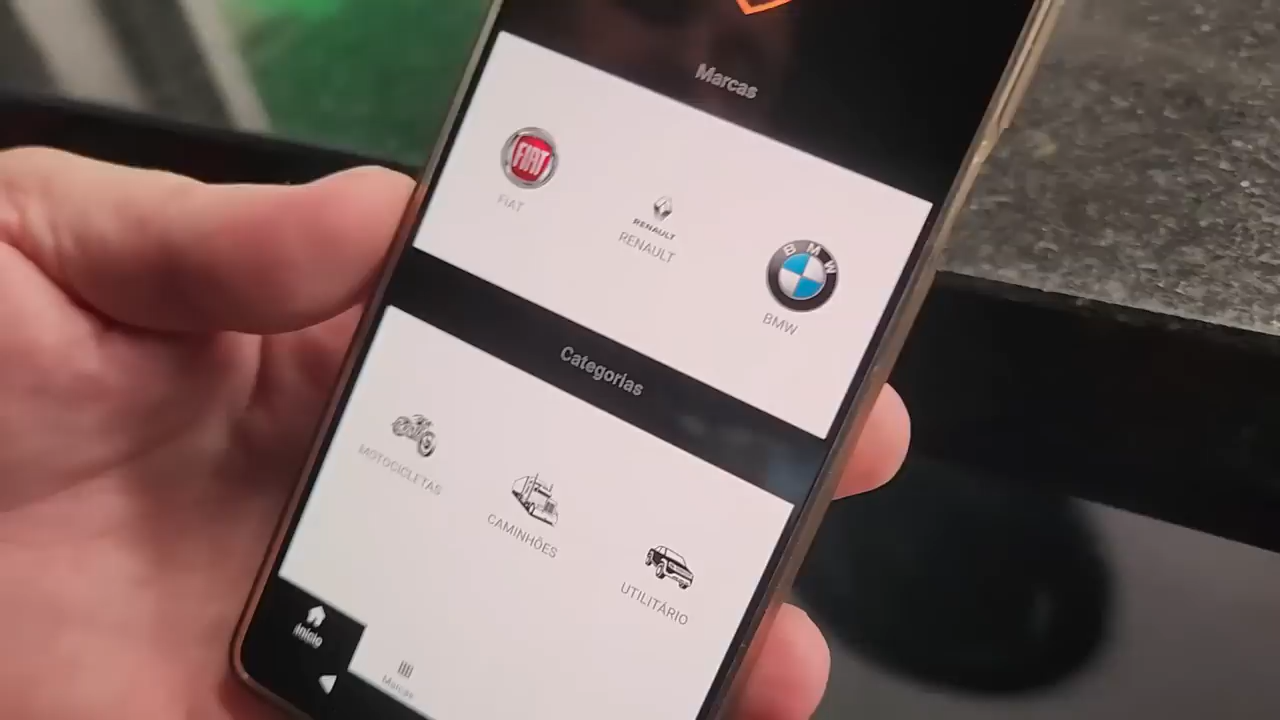 Marcas
FIAT
FIAT
RENAULT
RENAULT
BMW
BMW
Categorias
MOTOCICLETAS
CAMINHÕES
UTILITÁRIO
Início
Marcas